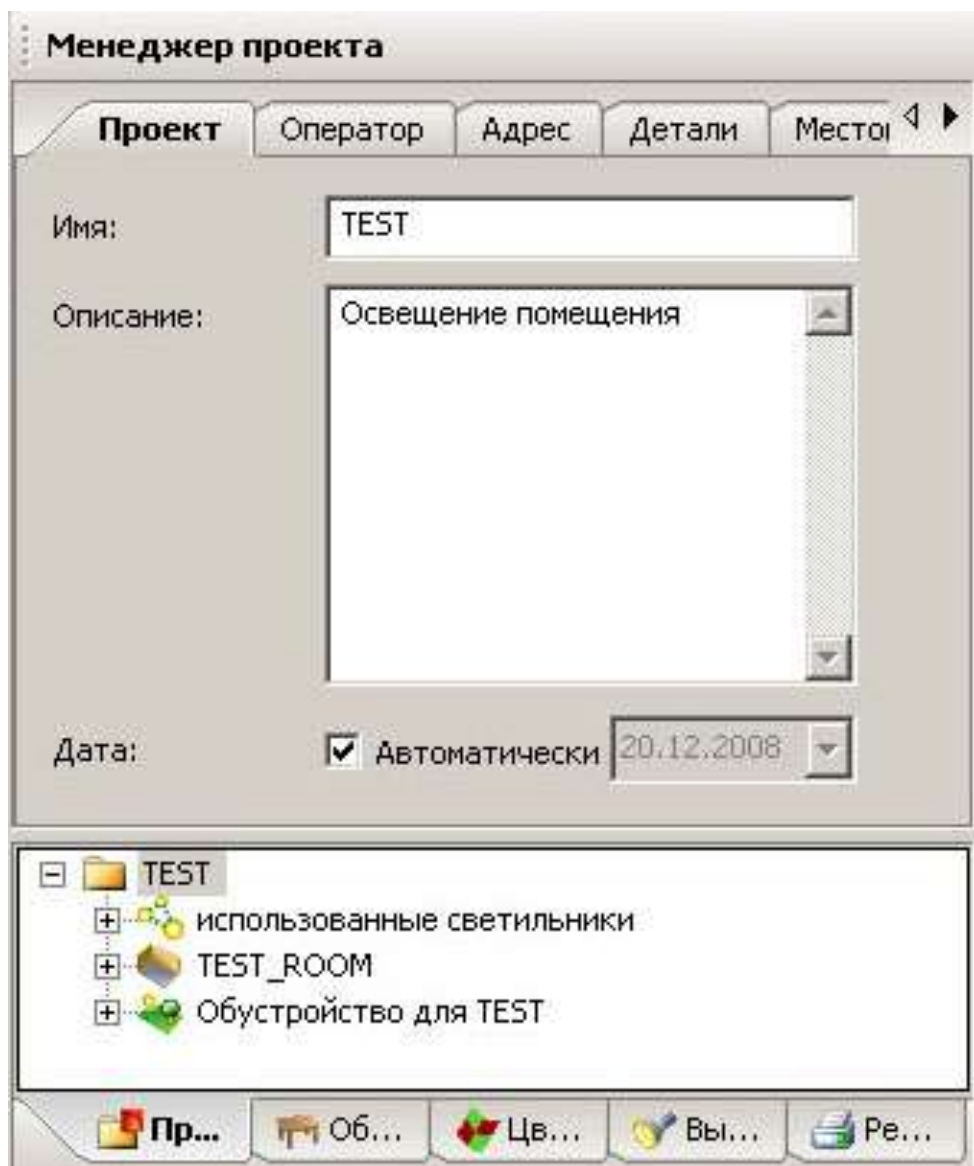 Менеджер проекта
Проект Оператор Адрес Детали Место
Имя: TEST
Описание: Освещение помещения
Дата: Автоматически 20.12.2008
TEST
использованные светильники
TEST_ROOM
Обустройство для TEST
Пр... Об... Цв... Вы... Ре...